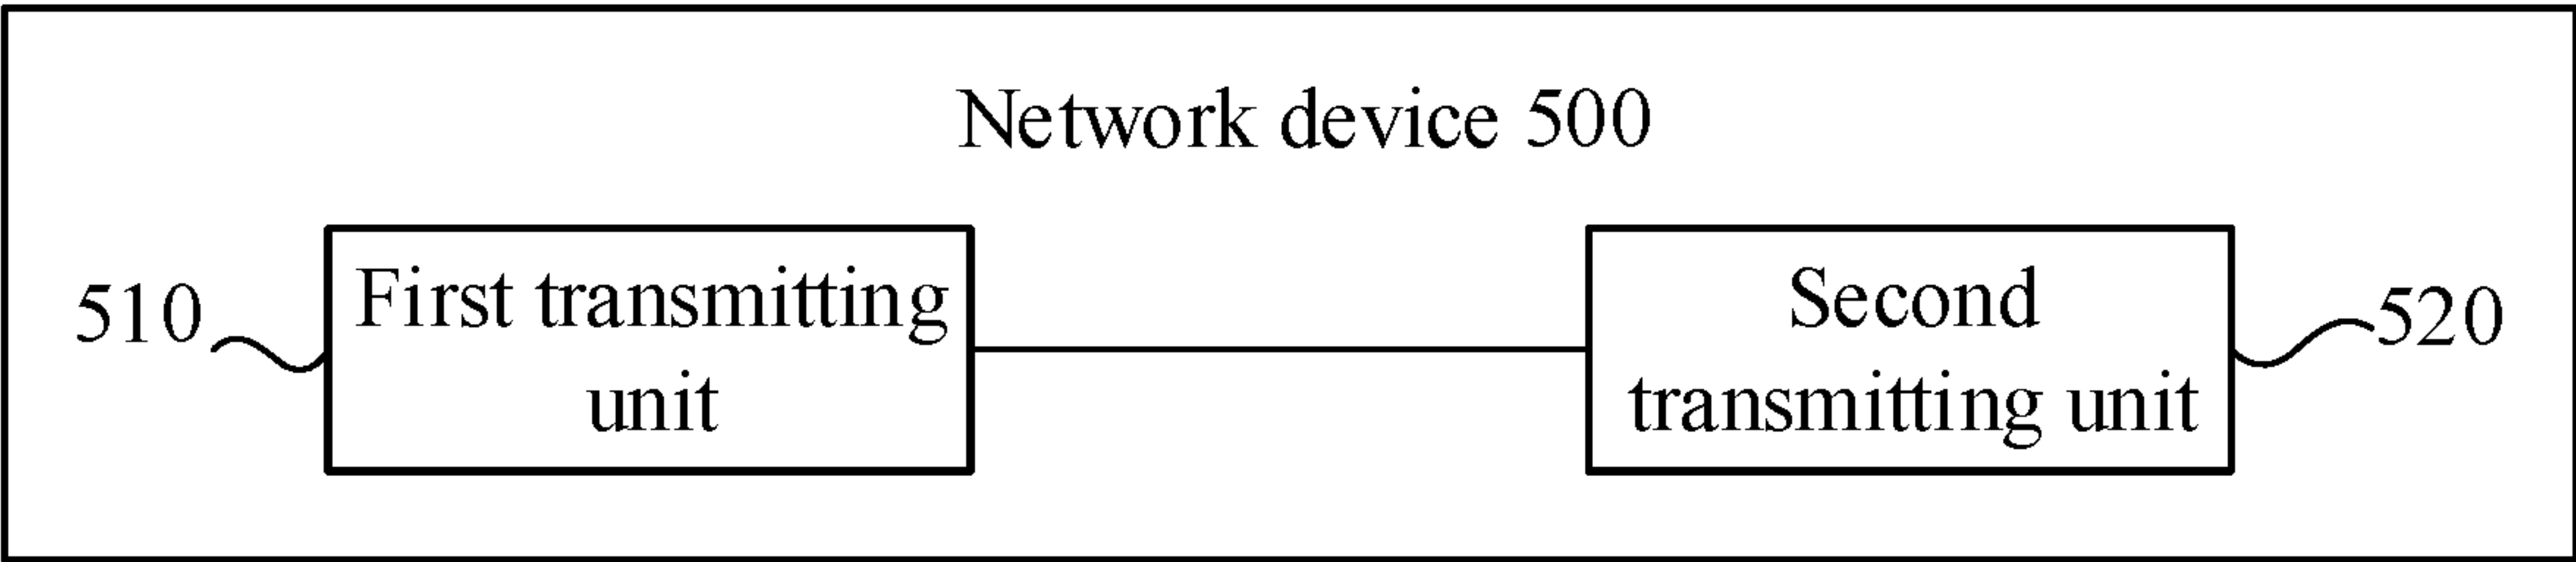 Network device 500
510
First transmitting
unit
Second
transmitting unit
520